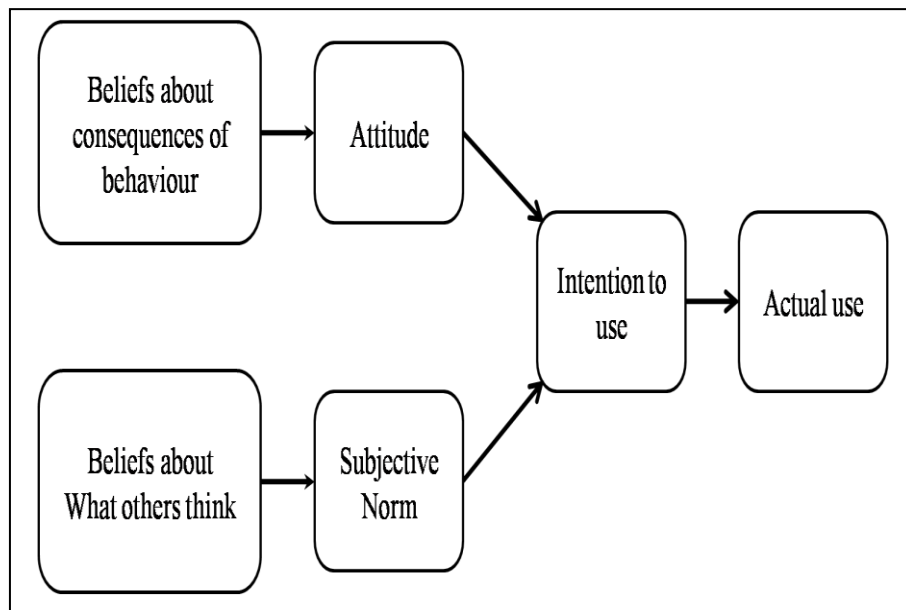 Beliefs about
consequences of
behaviour
Attitude
Intention to
use
Actual use
Beliefs about
What others think
Subjective
Norm